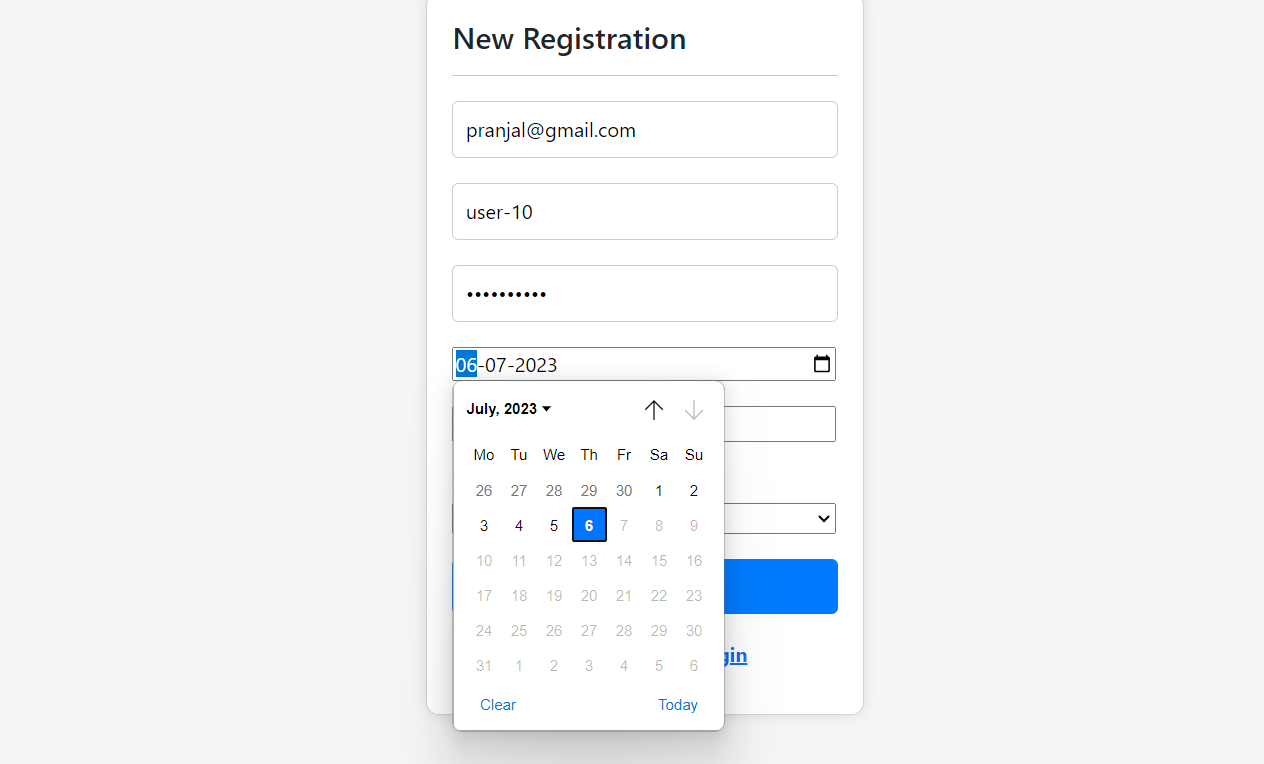 New Registration
pranjal@gmail.com
user-10
••••••••••
06-07-2023
July, 2023
Mo Tu We Th Fr Sa Su
26 27 28 29 30 1 2
3 4 5 6 7 8 9
10 11 12 13 14 15 16
17 18 19 20 21 22 23
24 25 26 27 28 29 30
31 1 2 3 4 5 6
Clear Today